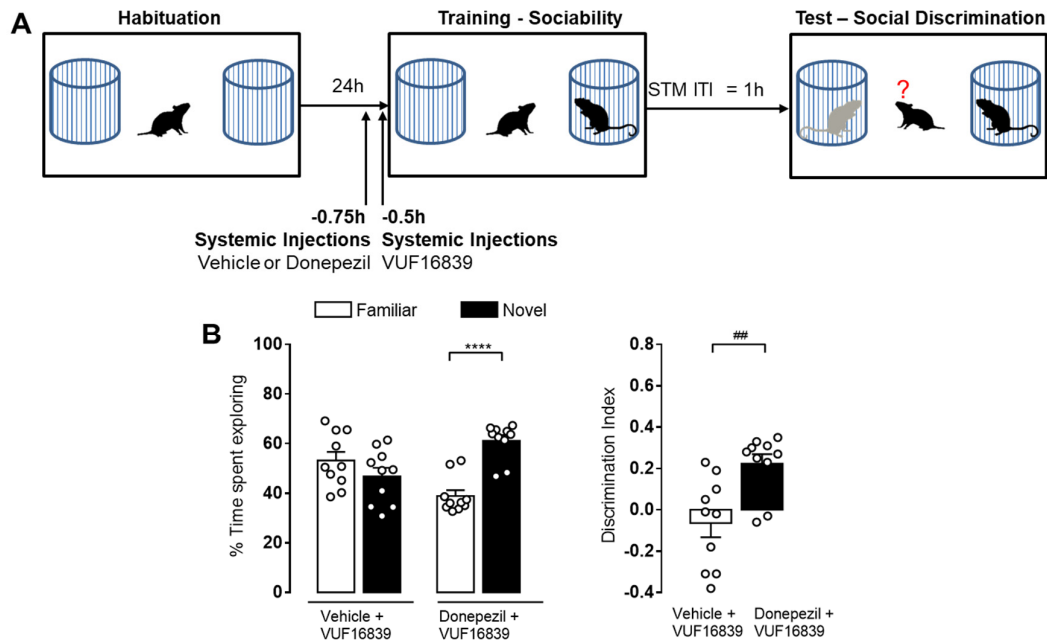 A
Habituation
Training - Sociability
Test – Social Discrimination
24h
STM ITI = 1h
?
-0.75h
Systemic Injections
Vehicle or Donepezil
-0.5h
Systemic Injections
VUF16839
Familiar
Novel
B
% Time spent exploring
100
80
60
40
20
0
****
Vehicle +
VUF16839
Donepezil +
VUF16839
Discrimination Index
0.8
0.6
0.4
0.2
0.0
-0.2
-0.4
##
Vehicle +
VUF16839
Donepezil +
VUF16839